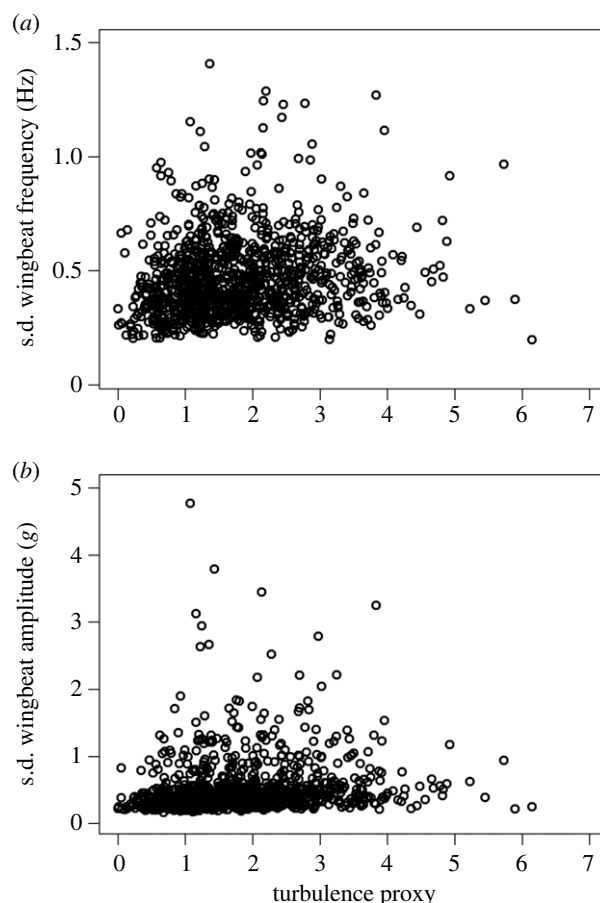 (a)
1.5
1.0
0.5
0
s.d. wingbeat frequency (Hz)
0 1 2 3 4 5 6 7
(b)
5
4
3
2
1
0
s.d. wingbeat amplitude (g)
0 1 2 3 4 5 6 7
turbulence proxy